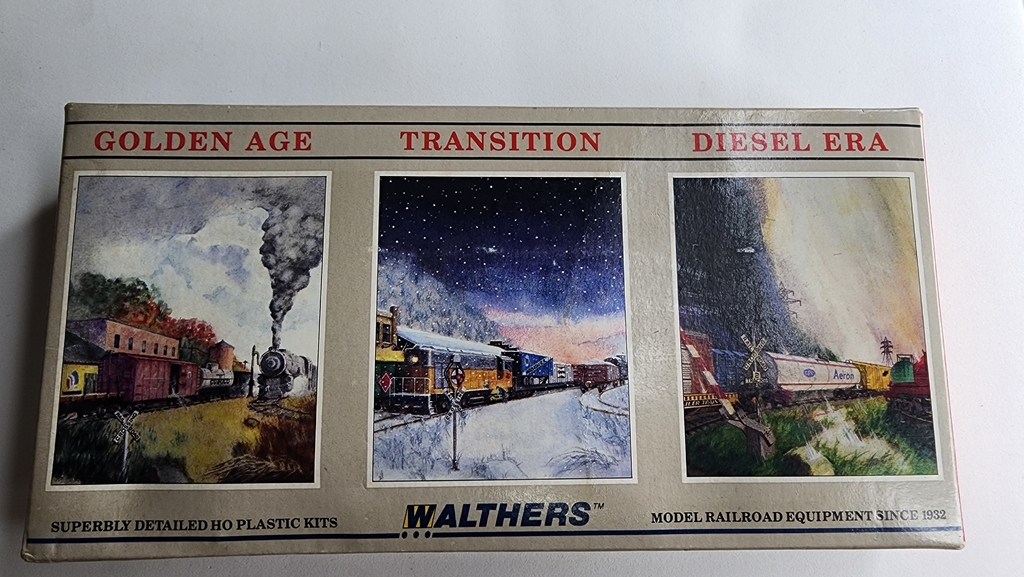 GOLDEN AGE
TRANSITION
DIESEL ERA
Aeron
SUPERBLY DETAILED HO PLASTIC KITS
WALTHERS™
MODEL RAILROAD EQUIPMENT SINCE 1932